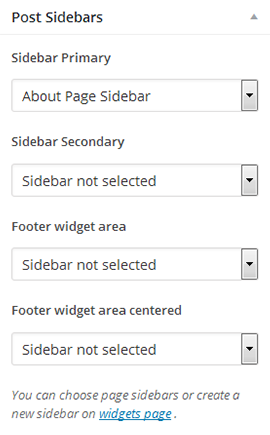 Post Sidebars
Sidebar Primary
About Page Sidebar
Sidebar Secondary
Sidebar not selected
Footer widget area
Sidebar not selected
Footer widget area centered
Sidebar not selected
You can choose page sidebars or create a
new sidebar on widgets page .